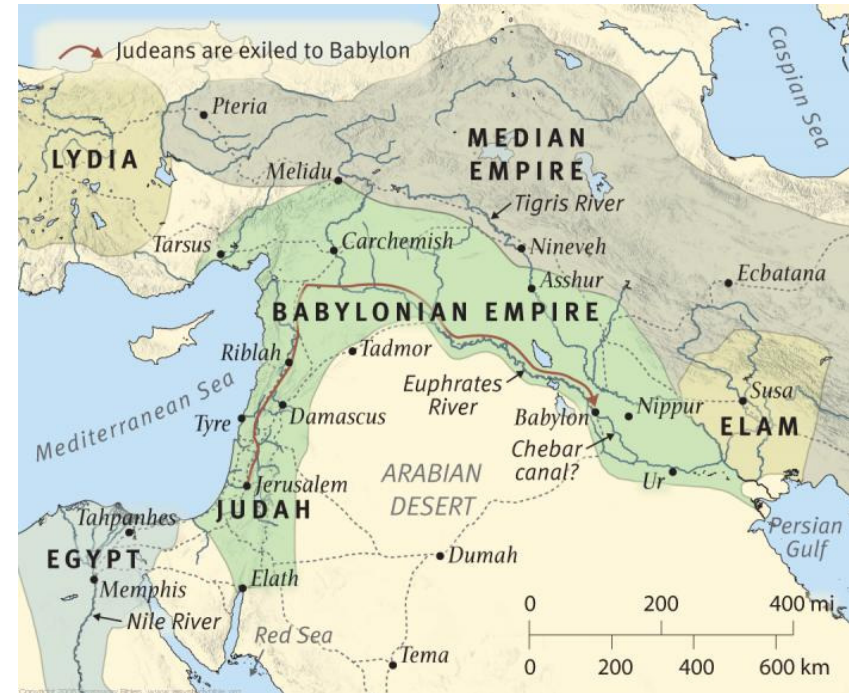 Judeans are exiled to Babylon
Caspian Sea
Pteria
LYDIA
MEDIAN
EMPIRE
Melidu
Tigris River
Tarsus
Carchemish
Nineveh
Asshur
Ecbatana
BABYLONIAN EMPIRE
Riblah
Tadmor
Mediterranean Sea
Euphrates
River
Susa
Tyre
Damascus
Babylon
Nippur
ELAM
Chebar
canal?
ARABIAN
DESERT
Ur
Jerusalem
JUDAH
Tahpanhes
Persian
Gulf
EGYPT
Dumah
Memphis
Elath
Nile River
Red Sea
Tema
0 200 400 mi
0 200 400 600 km